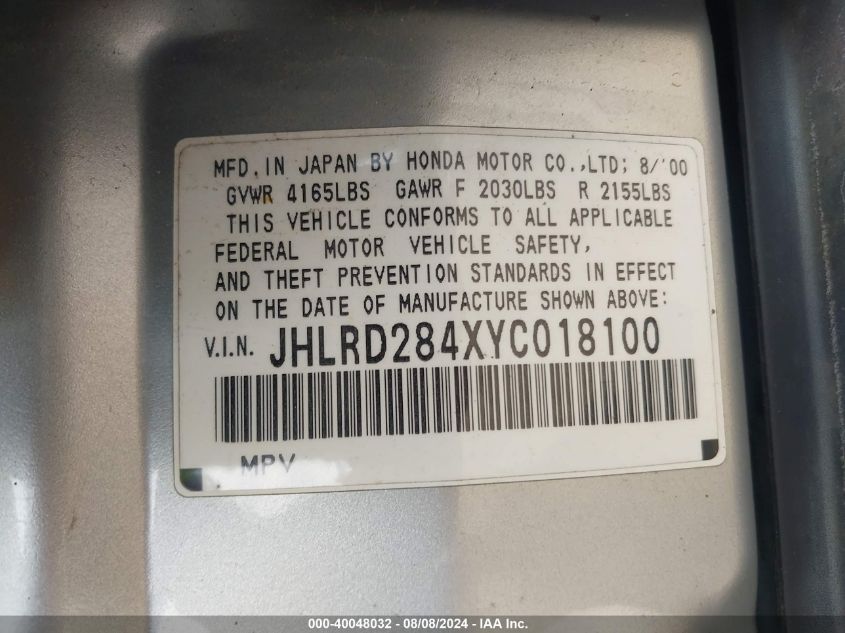 MFD. IN JAPAN BY HONDA MOTOR CO.,LTD; 8/'00
GVWR 4165LBS GAWR F 2030LBS R 2155LBS
THIS VEHICLE CONFORMS TO ALL APPLICABLE
FEDERAL MOTOR VEHICLE SAFETY,
AND THEFT PREVENTION STANDARDS IN EFFECT
ON THE DATE OF MANUFACTURE SHOWN ABOVE:
V.I.N. JHLRD284XYC018100
MPV
000-40048032 - 08/08/2024 - IAA Inc.